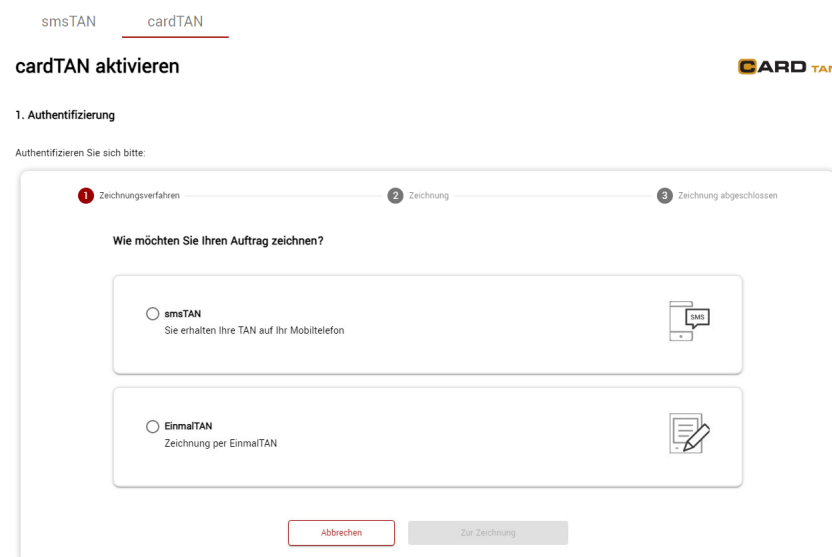 smsTAN cardTAN
cardTAN aktivieren
CARD TAN
1. Authentifizierung
Authentifizieren Sie sich bitte:
1 Zeichnungsverfahren 2 Zeichnung 3 Zeichnung abgeschlossen
Wie möchten Sie Ihren Auftrag zeichnen?
smsTAN
Sie erhalten Ihre TAN auf Ihr Mobiltelefon
SMS
EinmalTAN
Zeichnung per EinmalTAN
Abbrechen Zur Zeichnung